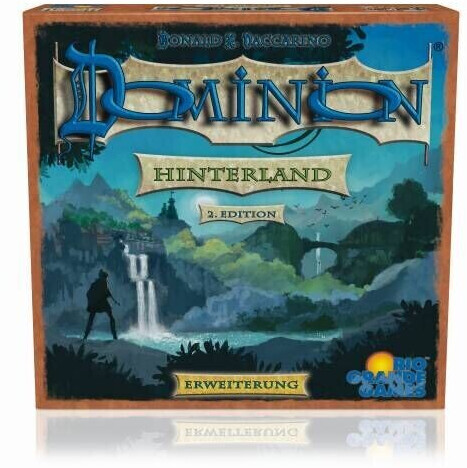 DONALD X. VACCARINO
DOMINION®
HINTERLAND
2. EDITION
ERWEITERUNG
RIO
GRANDE
GAMES